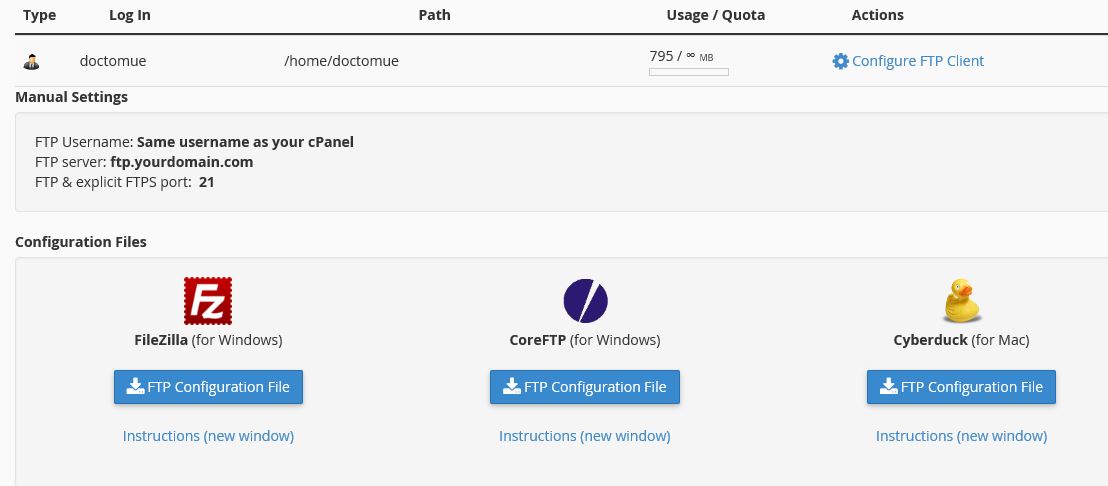 Type Log In Path Usage / Quota Actions
doctomue /home/doctomue 795 / ∞ MB Configure FTP Client
Manual Settings
FTP Username: Same username as your cPanel
FTP server: ftp.yourdomain.com
FTP & explicit FTPS port: 21
Configuration Files
Fz
FileZilla (for Windows) CoreFTP (for Windows) Cyberduck (for Mac)
FTP Configuration File FTP Configuration File FTP Configuration File
Instructions (new window) Instructions (new window) Instructions (new window)